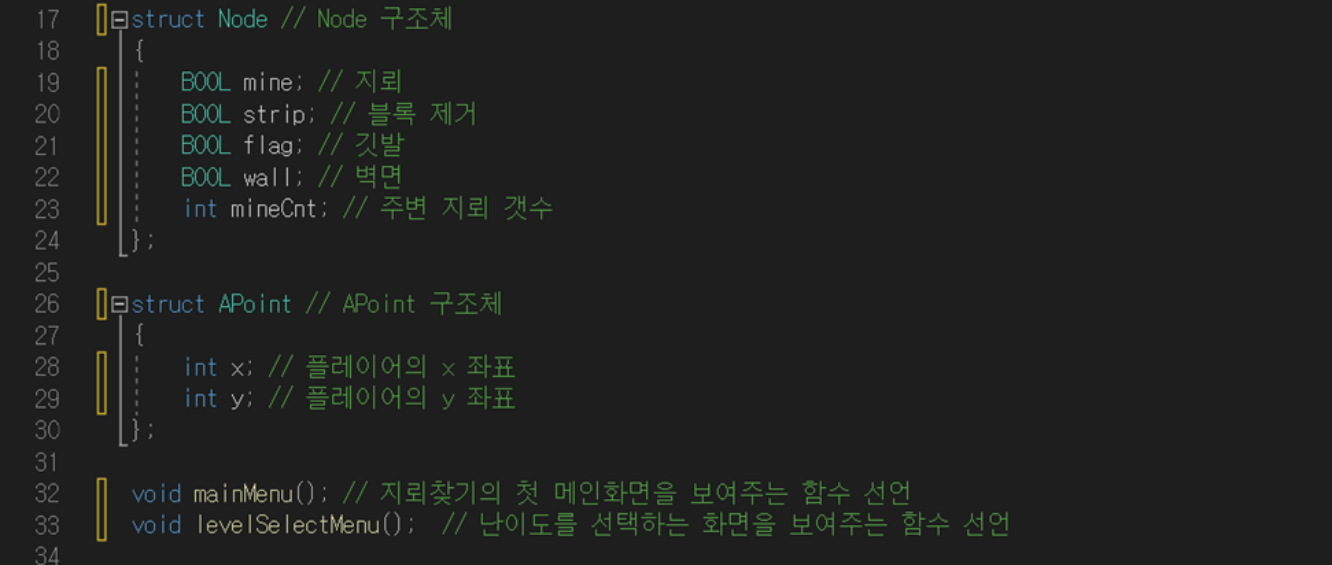 17 struct Node // Node 구조체
18 {
19 BOOL mine; // 지뢰
20 BOOL strip; // 블록 제거
21 BOOL flag; // 깃발
22 BOOL wall; // 벽면
23 int mineCnt; // 주변 지뢰 갯수
24 };
25
26 struct APoint // APoint 구조체
27 {
28 int x; // 플레이어의 x 좌표
29 int y; // 플레이어의 y 좌표
30 };
31
32 void mainMenu(); // 지뢰찾기의 첫 메인화면을 보여주는 함수 선언
33 void levelSelectMenu(); // 난이도를 선택하는 화면을 보여주는 함수 선언
34